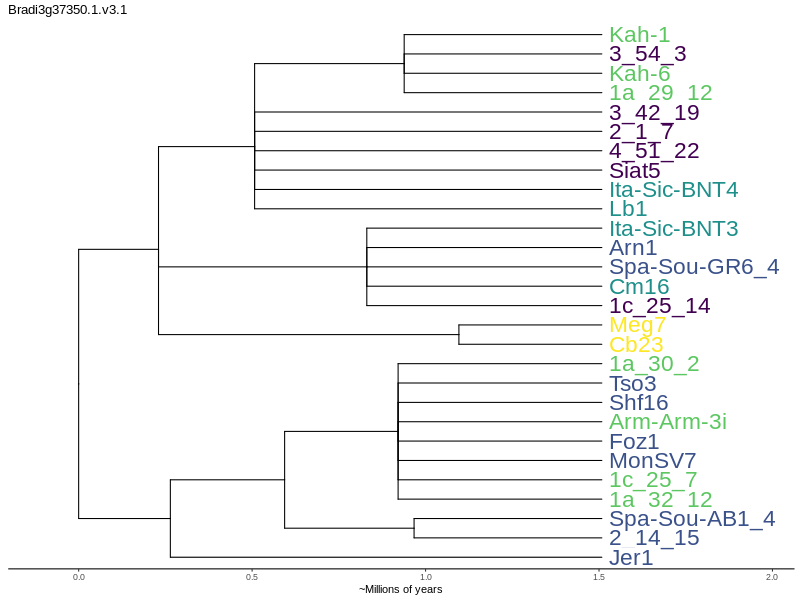 Bradi3g37350.1.v3.1
Kah-1
3_54_3
Kah-6
1a_29_12
3_42_19
2_1_7
4_51_22
Siat5
Ita-Sic-BNT4
Lb1
Ita-Sic-BNT3
Arn1
Spa-Sou-GR6_4
Cm16
1c_25_14
Meg7
Cb23
1a_30_2
Tso3
Shf16
Arm-Arm-3i
Foz1
MonSV7
1c_25_7
1a_32_12
Spa-Sou-AB1_4
2_14_15
Jer1
0.0 0.5 1.0 1.5 2.0
~Millions of years